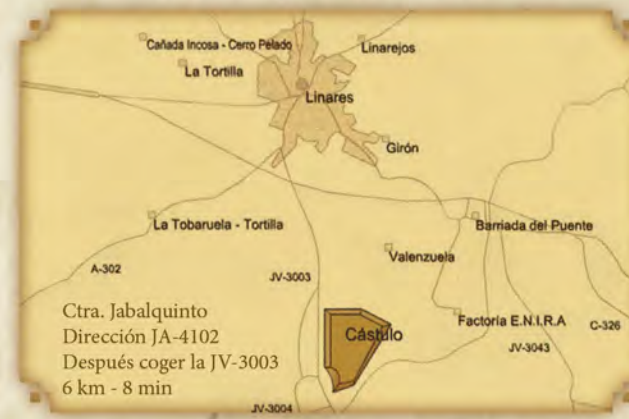 Cañada Incosa - Cerro Pelado
Linarejos
La Tortilla
Linares
Girón
La Tobaruela - Tortilla
Barriada del Puente
Valenzuela
A-302
JV-3003
Ctra. Jabalquinto
Dirección JA-4102
Después coger la JV-3003
6 km - 8 min
Cástulo
Factoría E.N.I.R.A
C-326
JV-3043
JV-3004